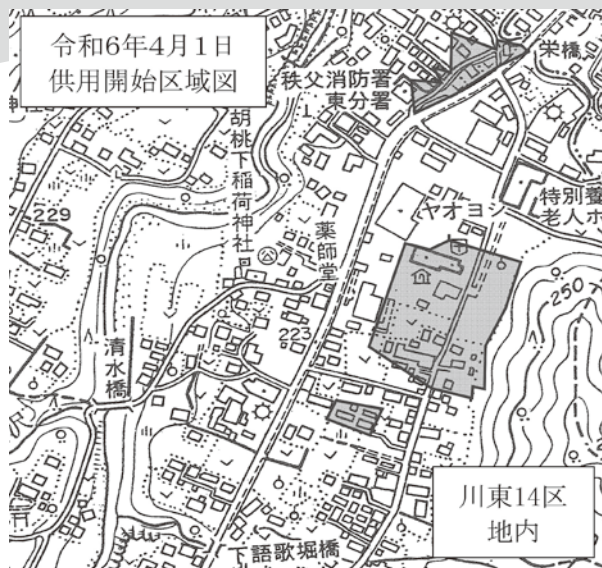 令和6年4月1日
供用開始区域図
栄橋
秩父消防署
東分署
胡桃下稲荷神社
特別養
老人ホ
ヤオヨシ
薬師堂
229
250
223
清水橋
川東14区
地内
下語歌堀橋